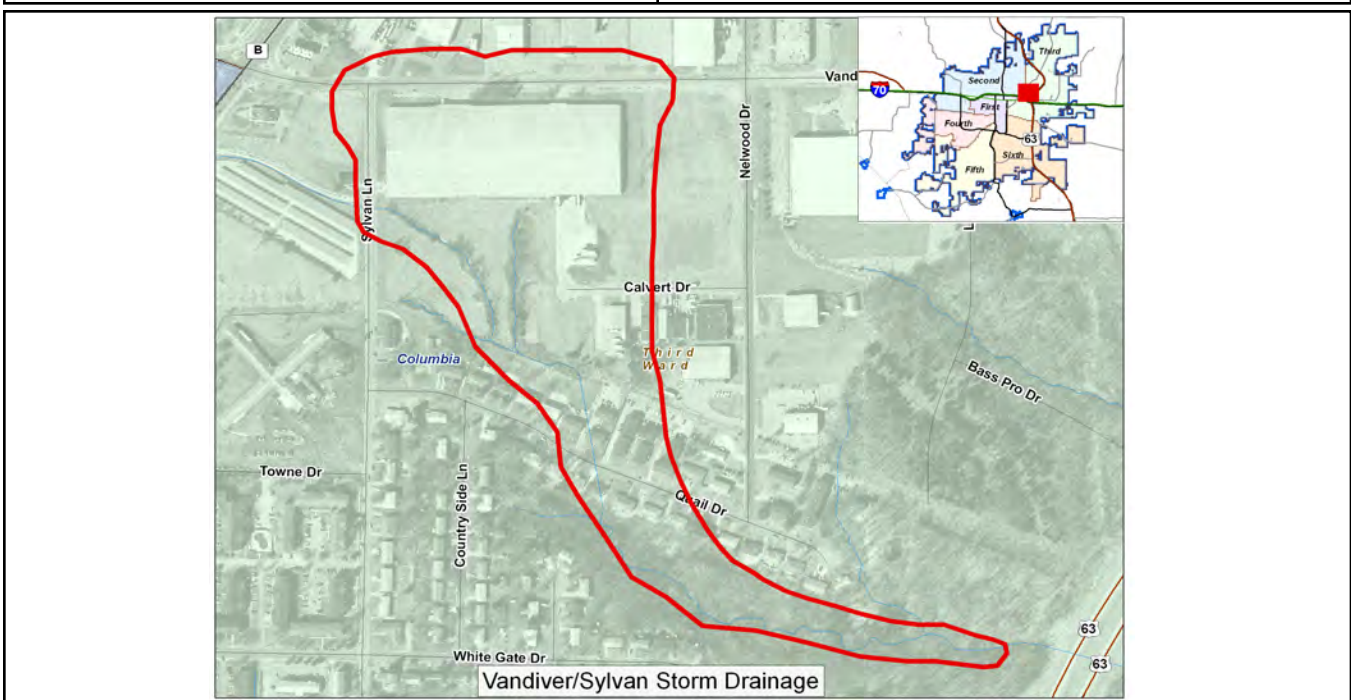 B
Vand
Third
Second
70
First
Fourth
63
Sixth
Fifth
Nelwood Dr
Sylvan Ln
L
Calvert Dr
Third
Ward
Columbia
Bass Pro Dr
Towne Dr
Country Side Ln
Quail Dr
63
63
White Gate Dr
Vandiver/Sylvan Storm Drainage